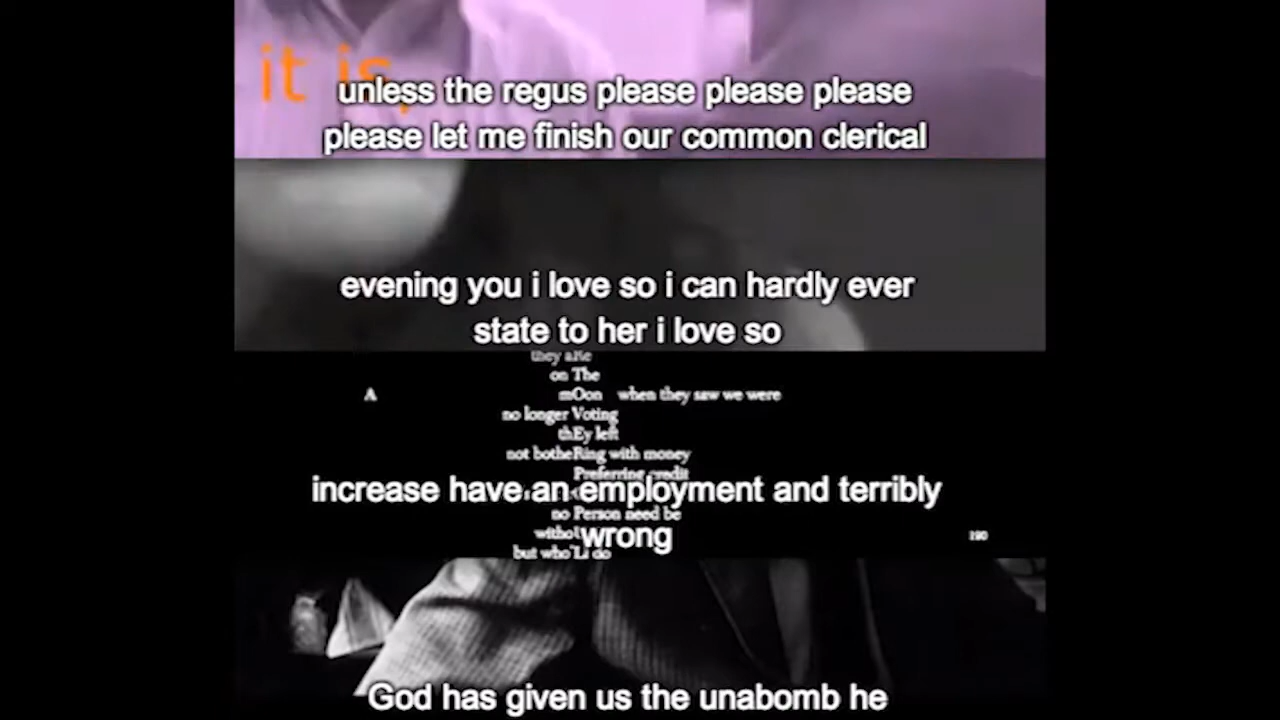 it is,
unless the regus please please please
please let me finish our common clerical
evening you i love so i can hardly ever
state to her i love so
they aRe
on The
A mOon when they saw we were
no longer Voting
thEy left
not botheRing with money
Preferring credit
increase have an employment and terribly
no Person need be
wrong
190
but who'Ll do
God has given us the unabomb he